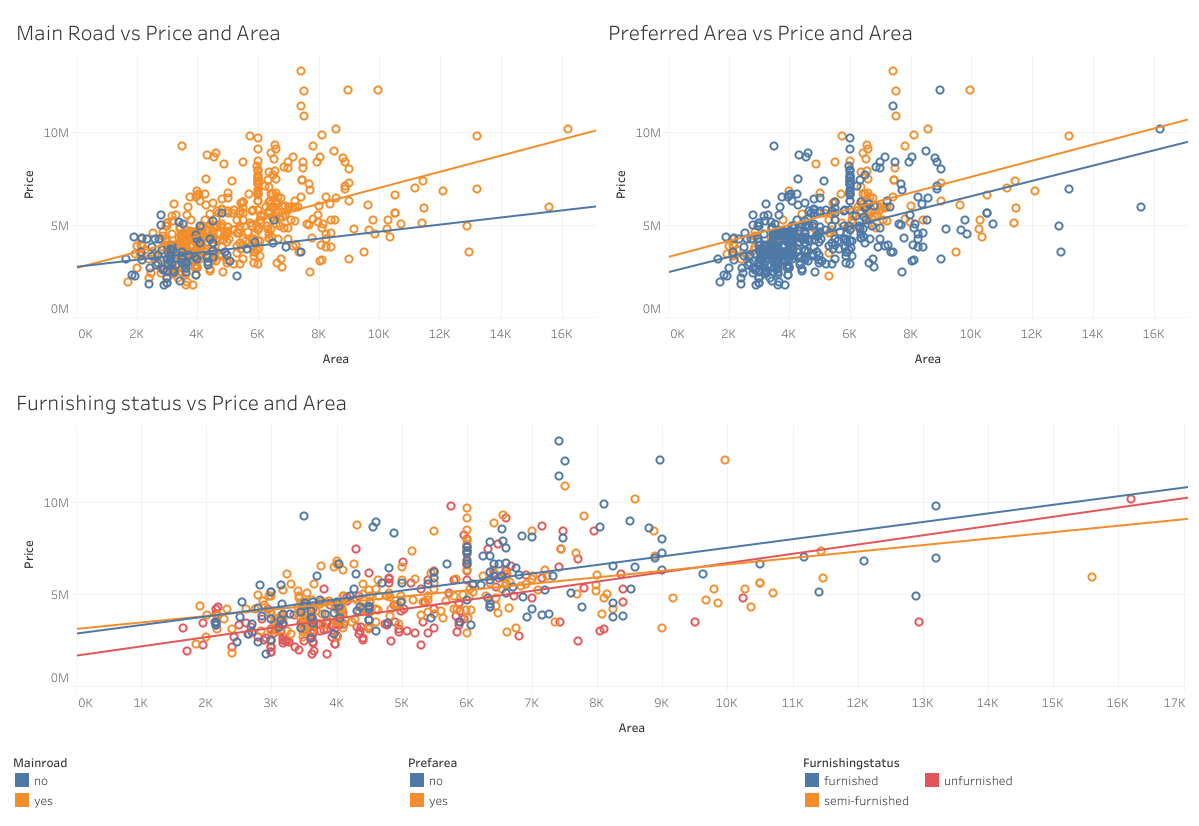 Main Road vs Price and Area
Preferred Area vs Price and Area
10M
5M
0M
Price
0K 2K 4K 6K 8K 10K 12K 14K 16K
Area
10M
5M
0M
Price
0K 2K 4K 6K 8K 10K 12K 14K 16K
Area
Furnishing status vs Price and Area
10M
5M
0M
Price
0K 1K 2K 3K 4K 5K 6K 7K 8K 9K 10K 11K 12K 13K 14K 15K 16K 17K
Area
Mainroad
no
yes
Prefarea
no
yes
Furnishingstatus
furnished unfurnished
semi-furnished